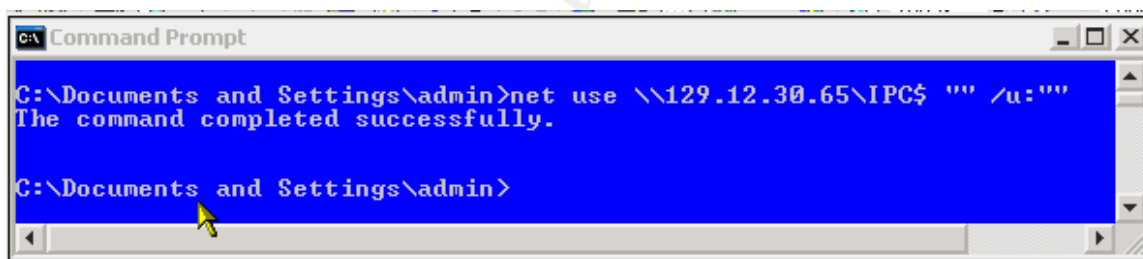 Command Prompt
C:\Documents and Settings\admin>net use \\129.12.30.65\IPC$ "" /u:""
The command completed successfully.
C:\Documents and Settings\admin>